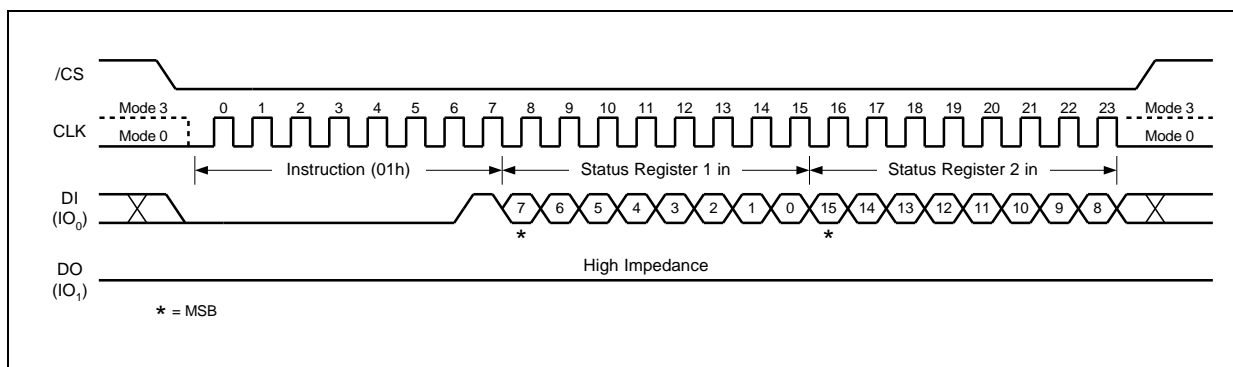 /CS
Mode 3 0 1 2 3 4 5 6 7 8 9 10 11 12 13 14 15 16 17 18 19 20 21 22 23 Mode 3
CLK Mode 0 Mode 0
Instruction (01h) Status Register 1 in Status Register 2 in
DI
(IO0) 7 6 5 4 3 2 1 0 15 14 13 12 11 10 9 8
* *
High Impedance
DO
(IO1)
* = MSB